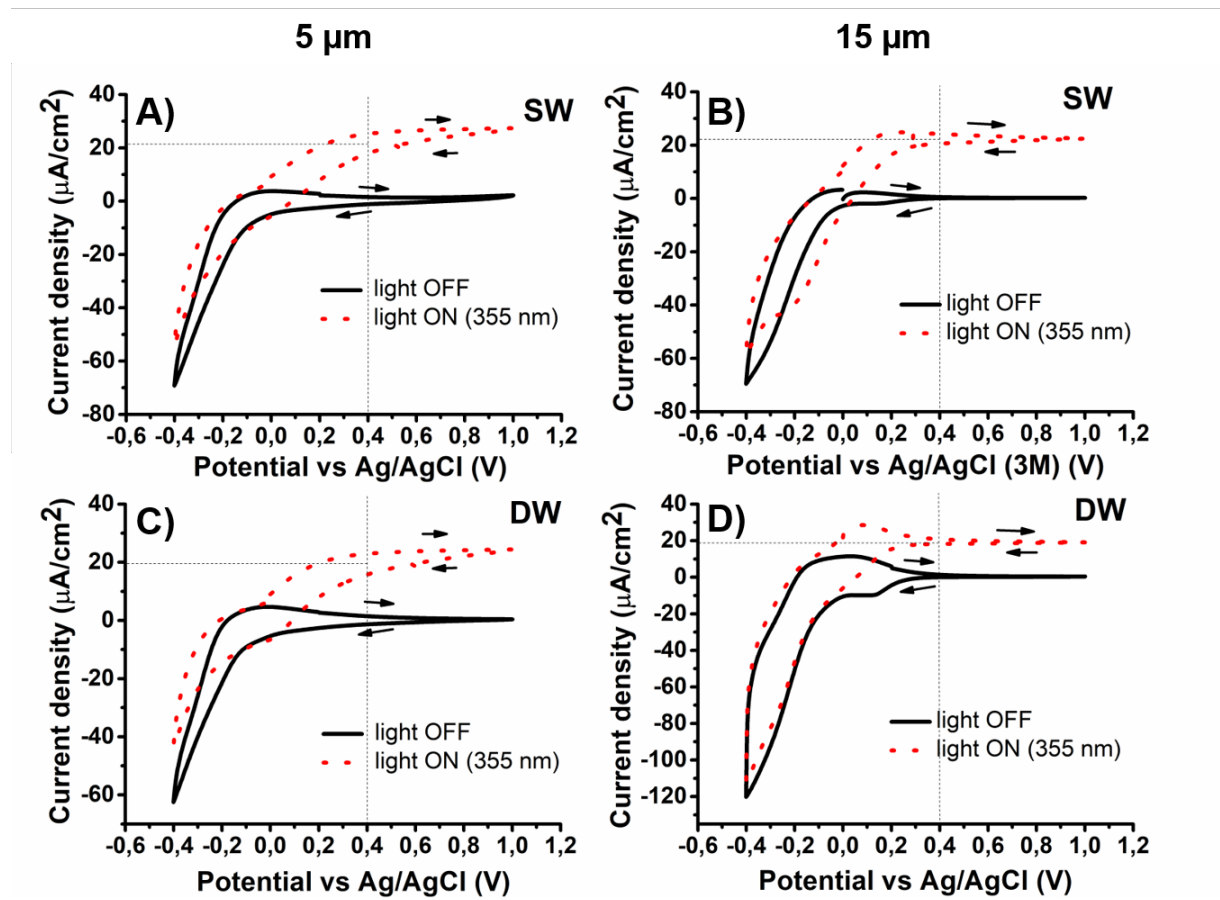 5 µm
15 µm
A)
SW
Current density (µA/cm²)
40
20
0
-20
-40
-60
-80
light OFF
light ON (355 nm)
-0,6 -0,4 -0,2 0,0 0,2 0,4 0,6 0,8 1,0 1,2
Potential vs Ag/AgCl (V)
B)
SW
Current density (µA/cm²)
40
20
0
-20
-40
-60
-80
light OFF
light ON (355 nm)
-0,6 -0,4 -0,2 0,0 0,2 0,4 0,6 0,8 1,0 1,2
Potential vs Ag/AgCl (3M) (V)
C)
DW
Current density (µA/cm²)
40
20
0
-20
-40
-60
light OFF
light ON (355 nm)
-0,6 -0,4 -0,2 0,0 0,2 0,4 0,6 0,8 1,0 1,2
Potential vs Ag/AgCl (V)
D)
DW
Current density (µA/cm²)
40
20
0
-20
-40
-60
-80
-100
-120
light OFF
light ON (355 nm)
-0,6 -0,4 -0,2 0,0 0,2 0,4 0,6 0,8 1,0 1,2
Potential vs Ag/AgCl (V)